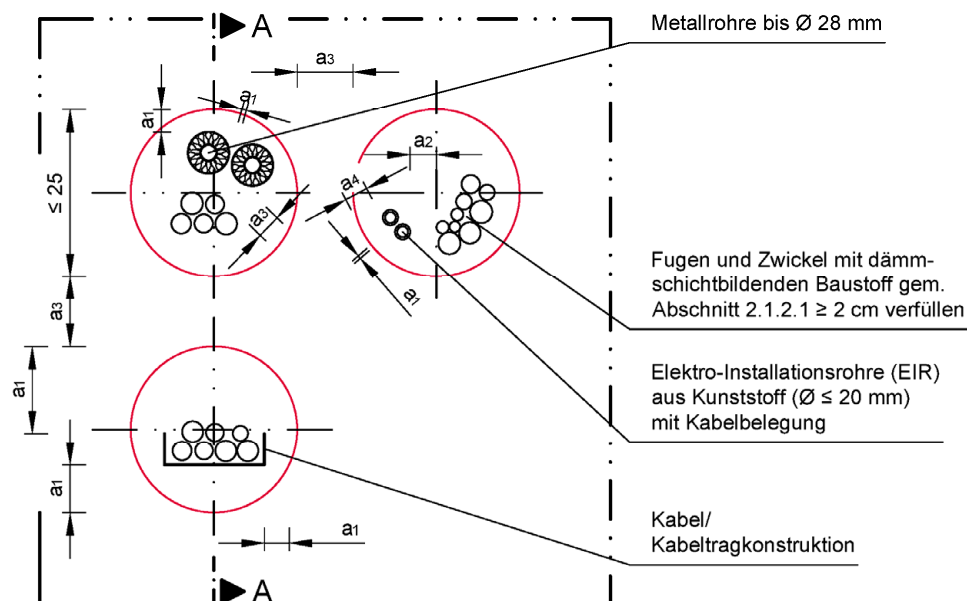 A
Metallrohre bis Ø 28 mm
a3
a1
a1
a2
≤ 25
a4
a3
a1
Fugen und Zwickel mit dämm-
schichtbildenden Baustoff gem.
Abschnitt 2.1.2.1 ≥ 2 cm verfüllen
a3
a1
Elektro-Installationsrohre (EIR)
aus Kunststoff (Ø ≤ 20 mm)
mit Kabelbelegung
a1
a1
Kabel/
Kabeltragkonstruktion
A